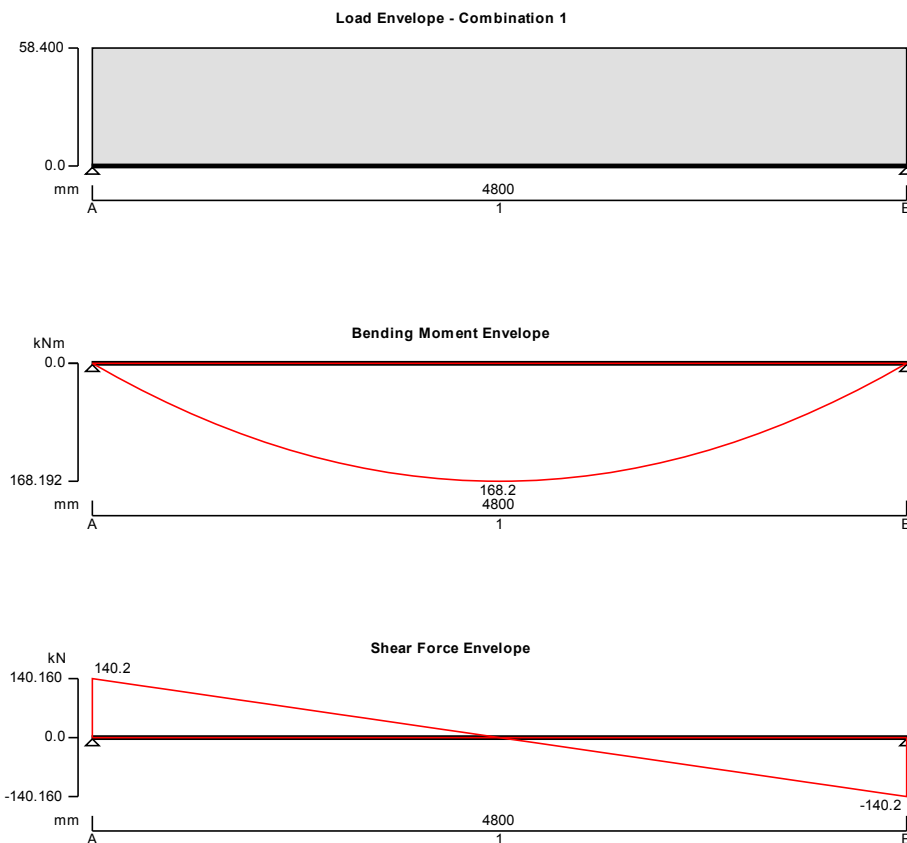 Load Envelope - Combination 1
58.400
0.0
mm 4800
A 1
Bending Moment Envelope
kNm
0.0
168.192
168.2
mm 4800
A 1
Shear Force Envelope
kN
140.160 140.2
0.0
-140.160 -140.2
mm 4800
A 1